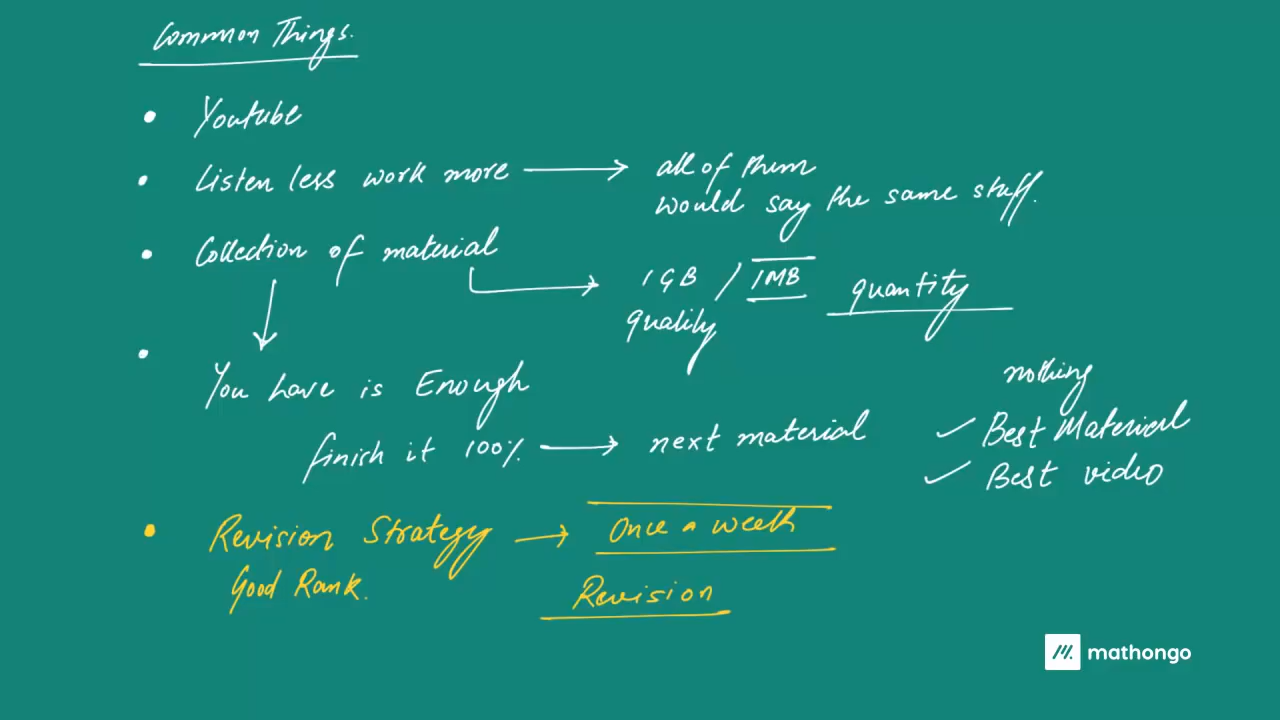 Common Things.
• Youtube
• Listen less work more → all of them
would say the same stuff.
• Collection of material → 1GB / 1MB quantity
quality
• You have is Enough
nothing
finish it 100% → next material
✓ Best Material
✓ Best video
• Revision Strategy → Once a week
Good Rank.
Revision
mathongo